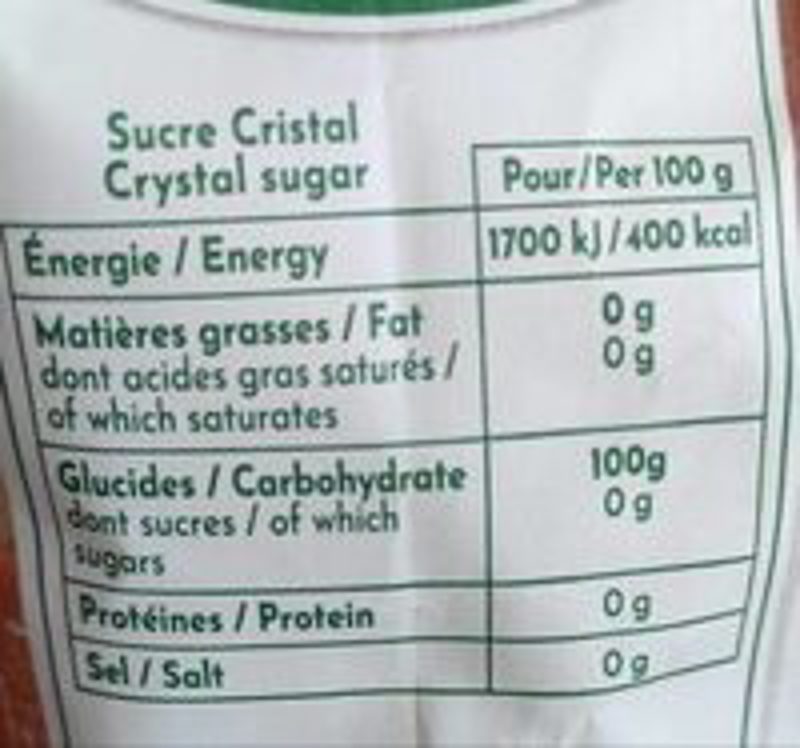 Sucre Cristal
Crystal sugar
Pour/Per 100 g
Énergie / Energy 1700 kJ/400 kcal
Matières grasses / Fat 0 g
dont acides gras saturés / 0 g
of which saturates
Glucides / Carbohydrate 100g
dont sucres / of which 0 g
sugars
Protéines / Protein 0 g
Sel / Salt 0 g